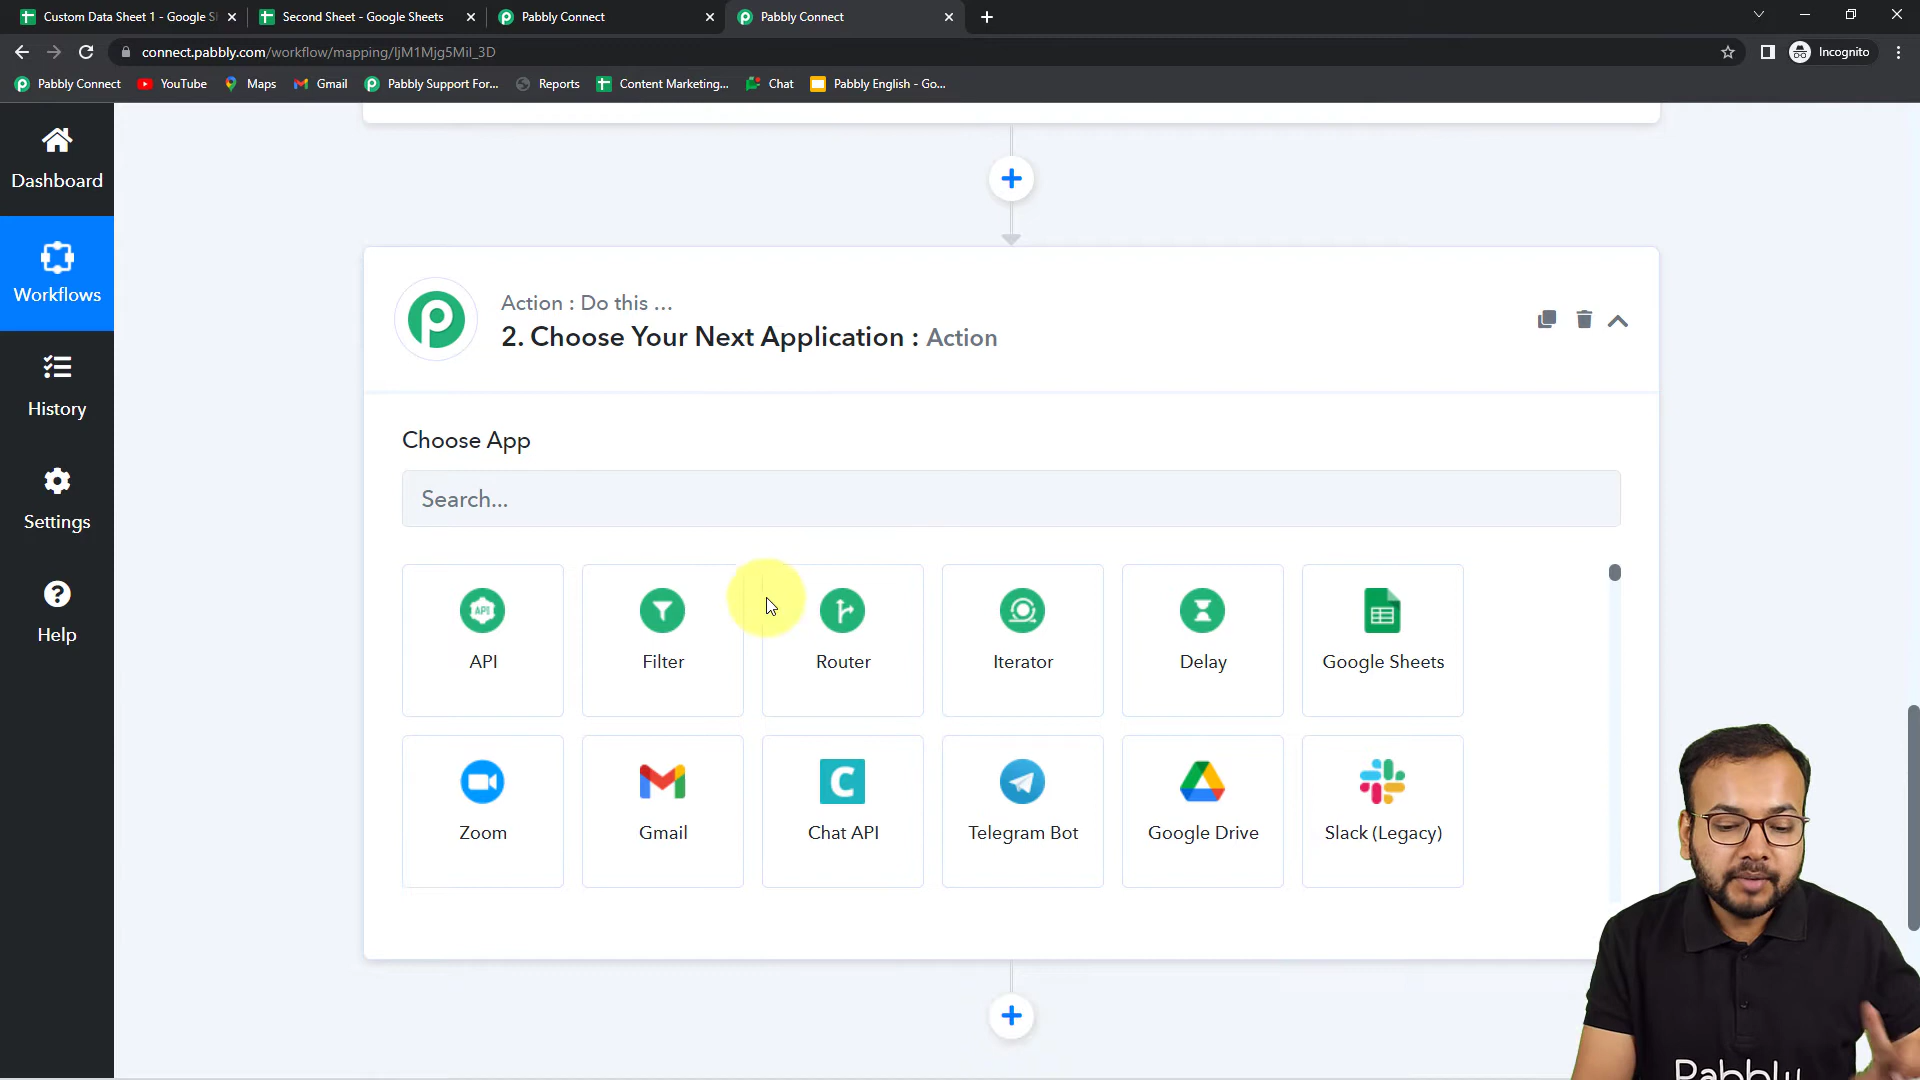 Custom Data Sheet 1 - Google S
Second Sheet - Google Sheets
Pabbly Connect
Pabbly Connect
connect.pabbly.com/workflow/mapping/IjM1Mjg5MiI_3D
Incognito
Pabbly Connect
YouTube
Maps
Gmail
Pabbly Support For...
Reports
Content Marketing...
Chat
Pabbly English - Go...
Dashboard
Workflows
History
Settings
Help
Action : Do this ...
2. Choose Your Next Application : Action
Choose App
Search...
API
Filter
Router
Iterator
Delay
Google Sheets
Zoom
Gmail
Chat API
Telegram Bot
Google Drive
Slack (Legacy)
Pabbly